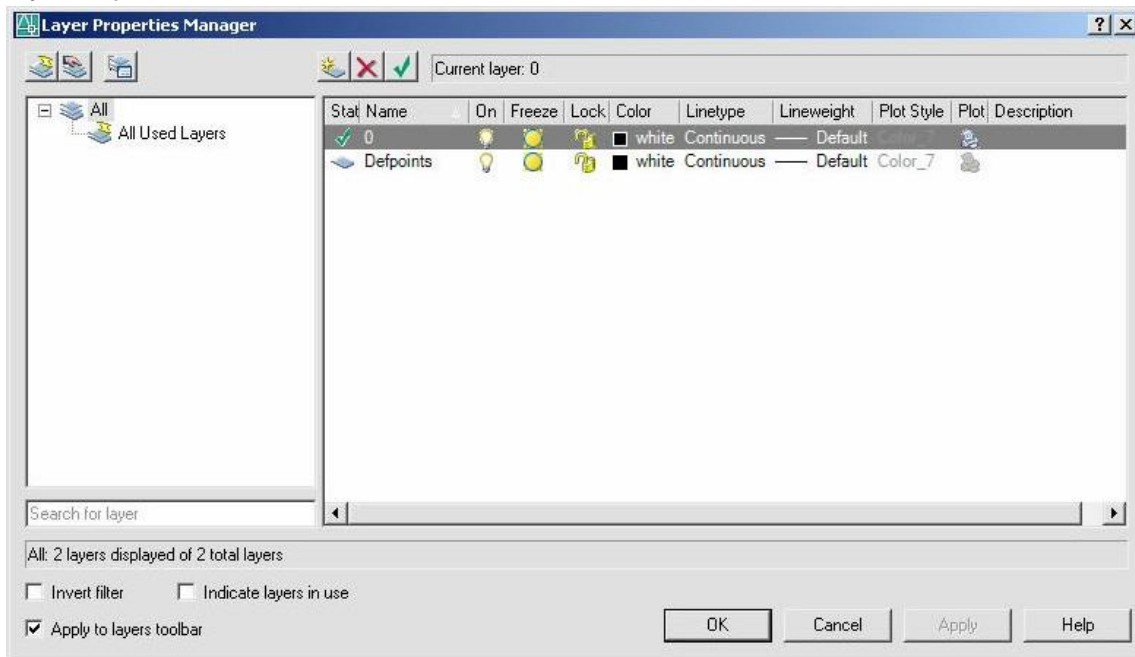 Layer Properties Manager
Current layer: 0
All
All Used Layers
Stat Name On Freeze Lock Color Linetype Lineweight Plot Style Plot Description
0 white Continuous Default Color_7
Defpoints white Continuous Default Color_7
Search for layer
All: 2 layers displayed of 2 total layers
Invert filter Indicate layers in use
Apply to layers toolbar
OK Cancel Apply Help